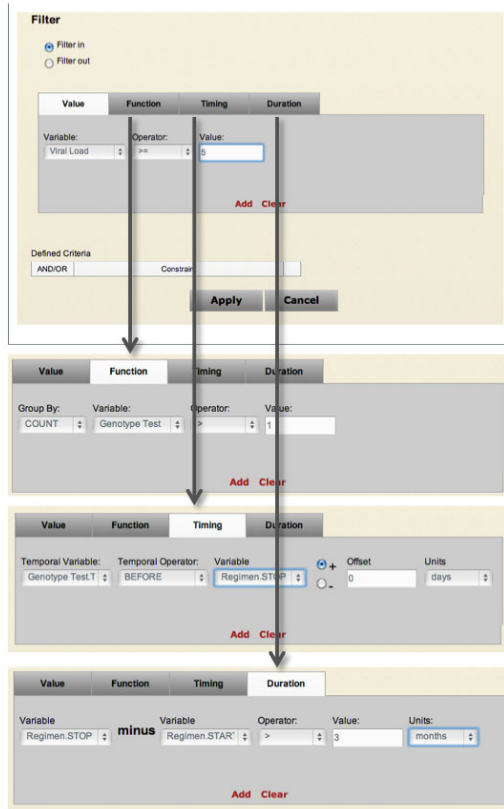 Filter
Filter in
Filter out
Value Function Timing Duration
Variable: Operator: Value:
Viral Load >= 5
Add Clear
Defined Criteria
AND/OR Constraint
Apply Cancel
Value Function Timing Duration
Group By: Variable: Operator: Value:
COUNT Genotype Test > 1
Add Clear
Value Function Timing Duration
Temporal Variable: Temporal Operator: Variable + Offset Units
Genotype Test.T BEFORE Regimen.STOP - 0 days
Add Clear
Value Function Timing Duration
Variable minus Variable Operator: Value: Units:
Regimen.STOP Regimen.START > 3 months
Add Clear